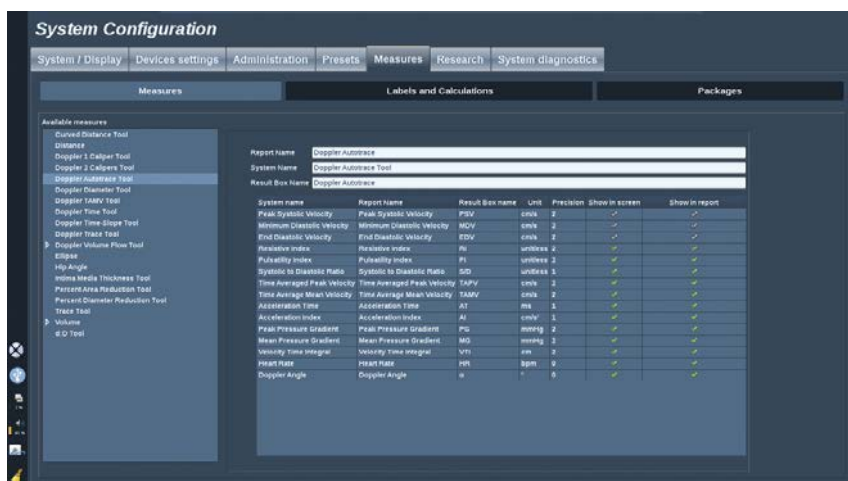 System Configuration
System / Display Devices settings Administration Presets Measures Research System diagnostics
Measures Labels and Calculations Packages
Available measures
Curved Distance Tool
Distance
Doppler 1 Caliper Tool
Doppler 2 Calipers Tool
Doppler Autotrace Tool
Doppler Diameter Tool
Doppler TAMV Tool
Doppler Time Tool
Doppler Time-Slope Tool
Doppler Trace Tool
Doppler Volume Flow Tool
Ellipse
Hip Angle
Intima Media Thickness Tool
Percent Area Reduction Tool
Percent Diameter Reduction Tool
Trace Tool
Volume
d:D Tool
Report Name Doppler Autotrace
System Name Doppler Autotrace Tool
Result Box Name Doppler Autotrace
System name Report Name Result Box name Unit Precision Show in screen Show in report
Peak Systolic Velocity Peak Systolic Velocity PSV cm/s 2
Minimum Diastolic Velocity Minimum Diastolic Velocity MDV cm/s 2
End Diastolic Velocity End Diastolic Velocity EDV cm/s 2
Resistive Index Resistive Index RI unitless 2
Pulsatility Index Pulsatility Index PI unitless 2
Systolic to Diastolic Ratio Systolic to Diastolic Ratio S/D unitless 1
Time Averaged Peak Velocity Time Averaged Peak Velocity TAPV cm/s 2
Time Average Mean Velocity Time Average Mean Velocity TAMV cm/s 2
Acceleration Time Acceleration Time AT ms 1
Acceleration Index Acceleration Index AI cm/s² 1
Peak Pressure Gradient Peak Pressure Gradient PG mmHg 2
Mean Pressure Gradient Mean Pressure Gradient MG mmHg 2
Velocity Time Integral Velocity Time Integral VTI cm 2
Heart Rate Heart Rate HR bpm 0
Doppler Angle Doppler Angle α °